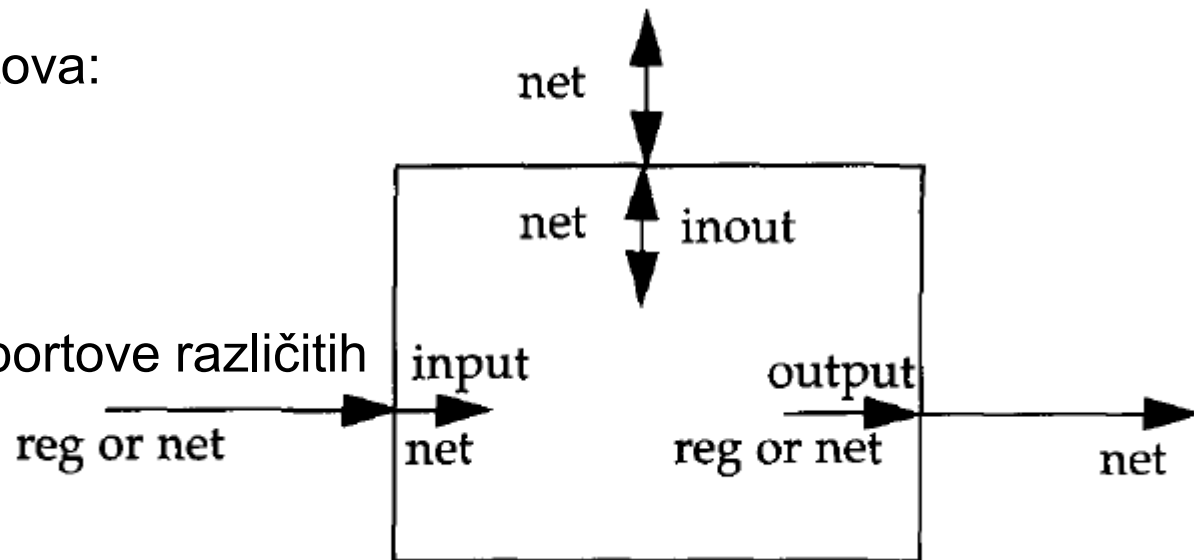 ova:
net
net inout
portove različitih
input
output
reg or net
net
reg or net
net